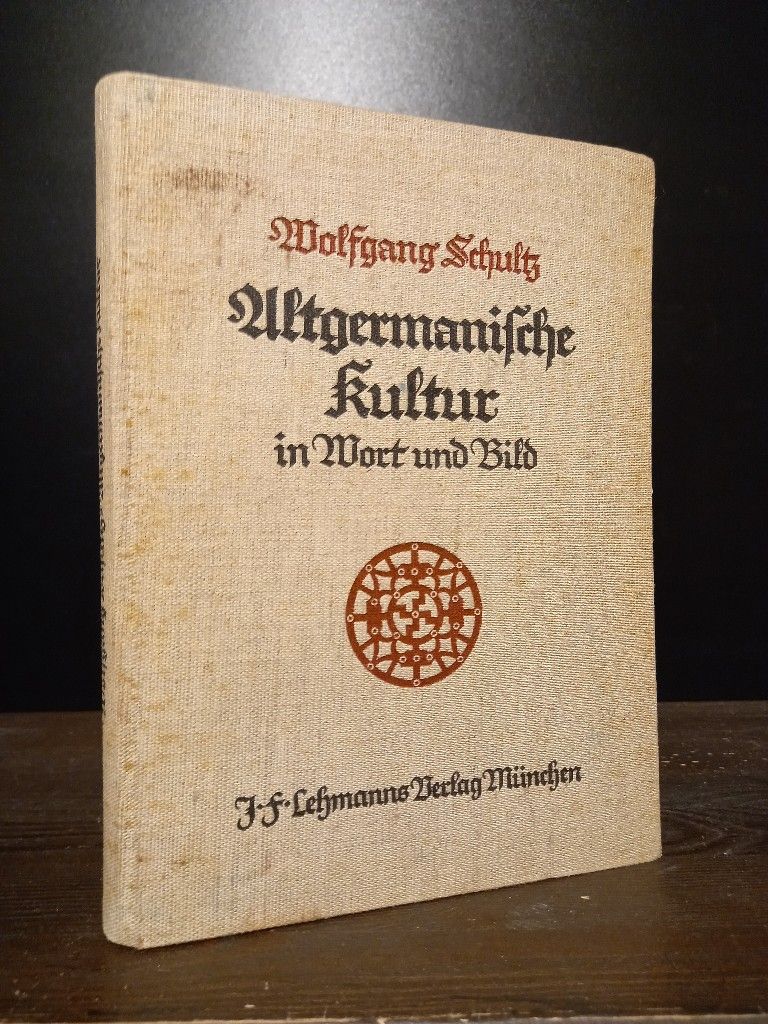 Wolfgang Schultz
Altgermaniſche
Kultur
in Wort und Bild
J·F·Lehmanns Verlag München